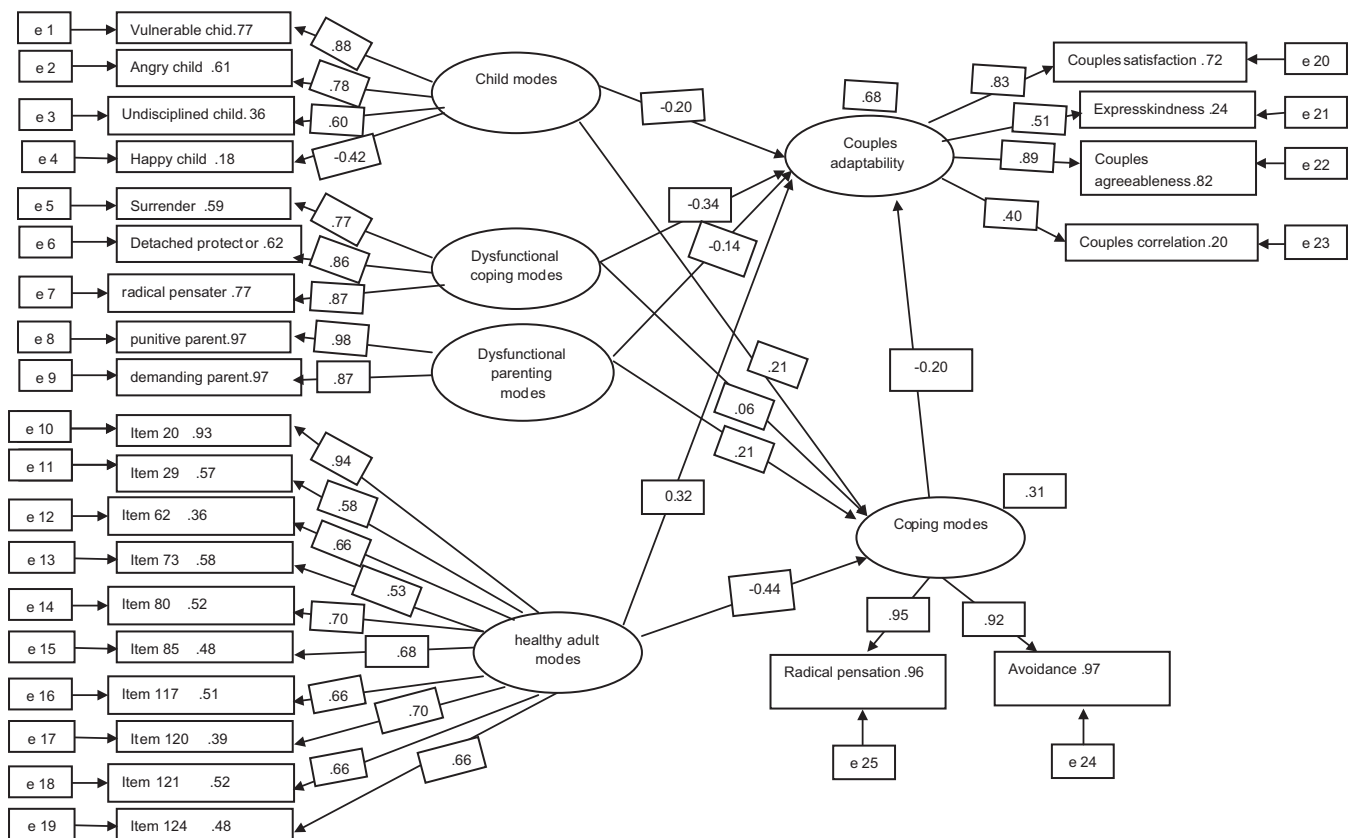 e 1
Vulnerable chid.77
.88
e 2
Angry child .61
.78
e 3
Undisciplined child.36
.60
e 4
Happy child .18
-0.42
Child modes
e 5
Surrender .59
.77
e 6
Detached protector .62
.86
e 7
radical pensater .77
.87
Dysfunctional
coping modes
e 8
punitive parent.97
.98
e 9
demanding parent.97
.87
Dysfunctional
parenting
modes
e 10
Item 20 .93
.94
e 11
Item 29 .57
.58
e 12
Item 62 .36
.66
e 13
Item 73 .58
.53
e 14
Item 80 .52
.70
e 15
Item 85 .48
.68
e 16
Item 117 .51
.66
e 17
Item 120 .39
.70
e 18
Item 121 .52
.66
e 19
Item 124 .48
.66
healthy adult
modes
-0.20
-0.34
-0.14
.21
.06
.21
0.32
-0.44
-0.20
.68
Couples
adaptability
.83
Couples satisfaction .72
e 20
.51
Expresskindness .24
e 21
.89
Couples
agreeableness.82
e 22
.40
Couples correlation.20
e 23
.31
Coping modes
.95
.92
Radical pensation .96
Avoidance .97
e 25
e 24